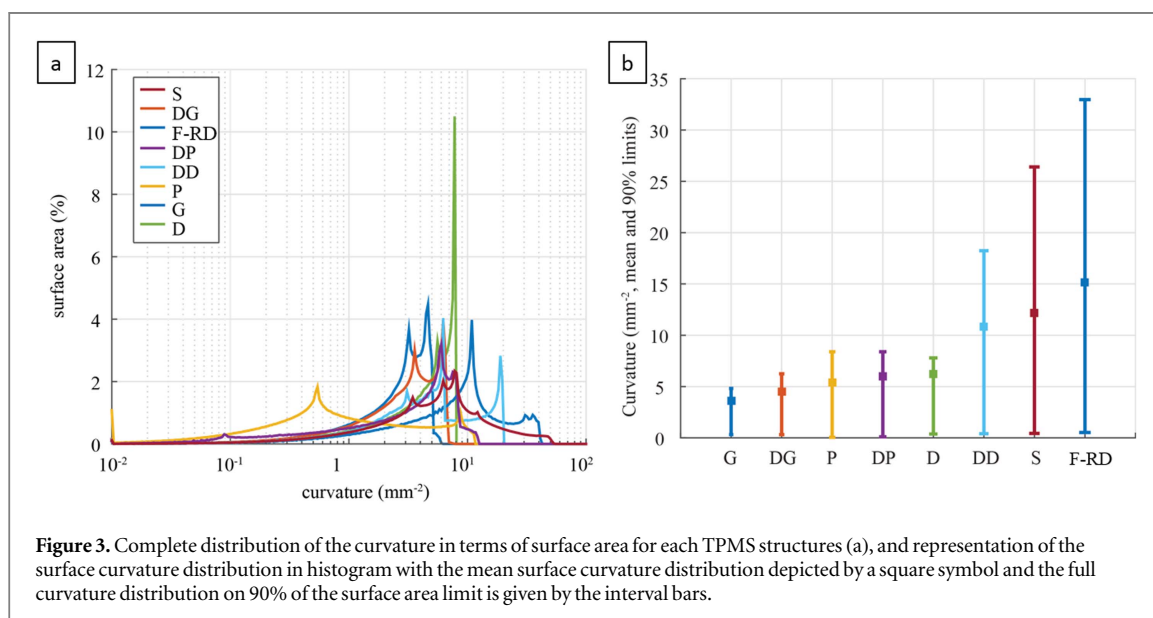 a
12
10
8
6
4
2
0
surface area (%)
S
DG
F-RD
DP
DD
P
G
D
10-2 10-1 1 101 102
curvature (mm-2)
b
35
30
25
20
15
10
5
0
Curvature (mm-2, mean and 90% limits)
G DG P DP D DD S F-RD
Figure 3. Complete distribution of the curvature in terms of surface area for each TPMS structures (a), and representation of the
surface curvature distribution in histogram with the mean surface curvature distribution depicted by a square symbol and the full
curvature distribution on 90% of the surface area limit is given by the interval bars.